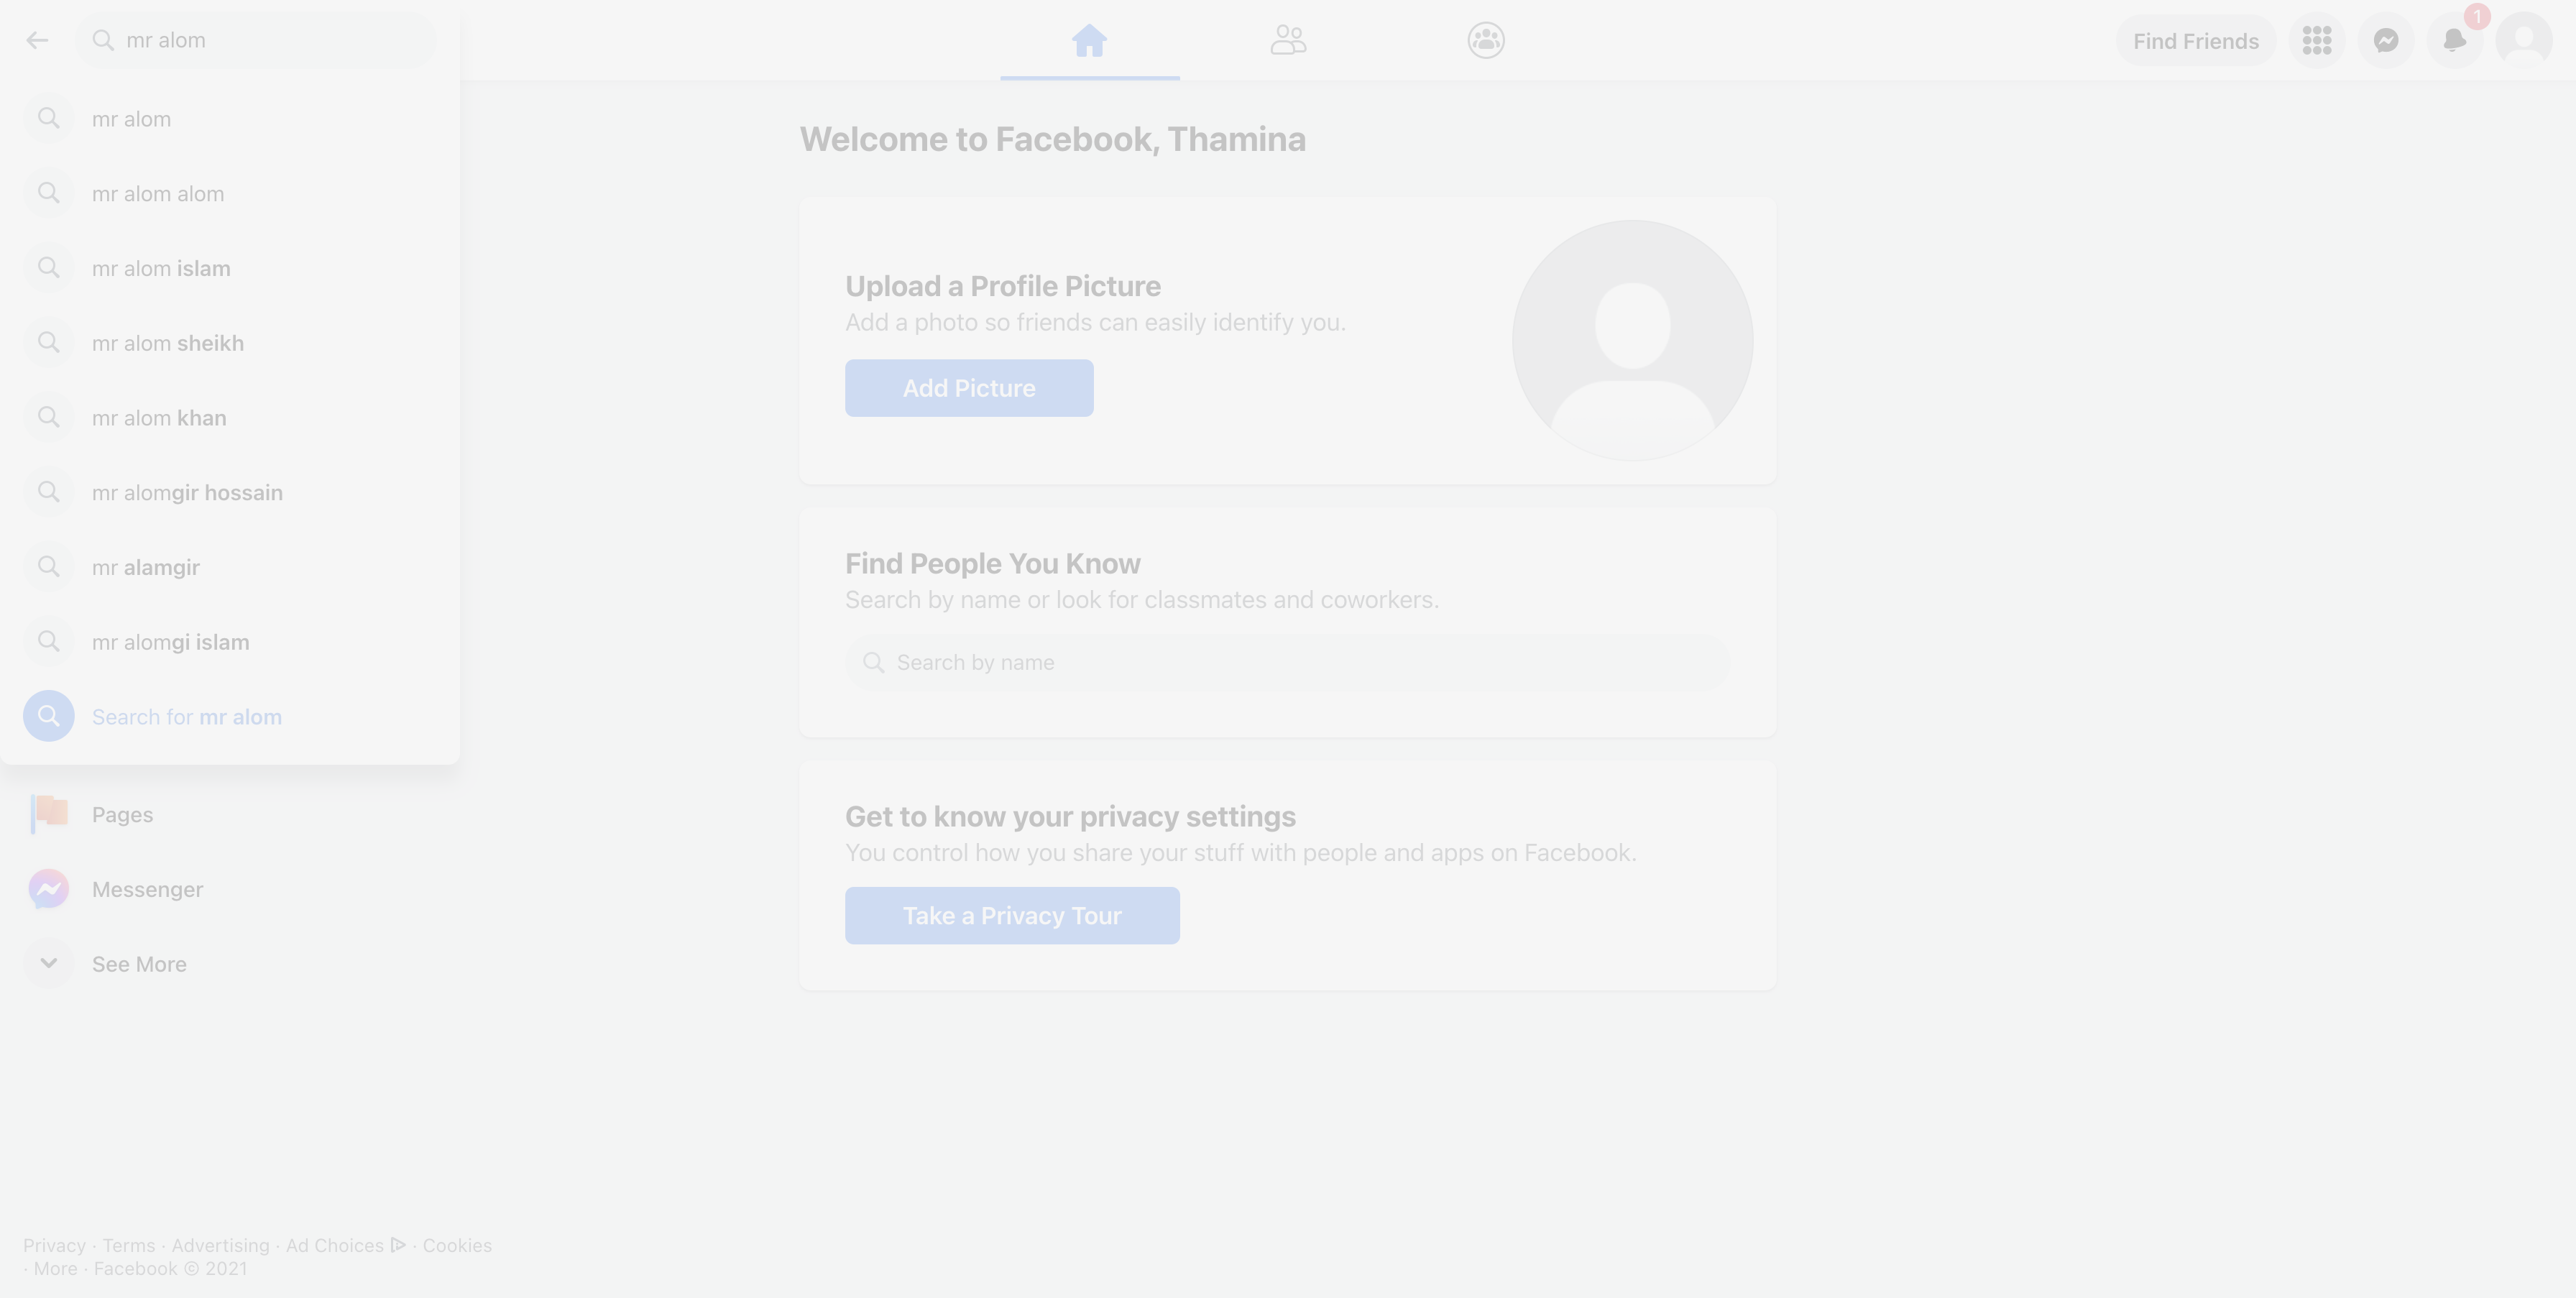 mr alom
Find Friends
1
mr alom
mr alom alom
mr alom islam
mr alom sheikh
mr alom khan
mr alomgir hossain
mr alamgir
mr alomgi islam
Search for mr alom
Pages
Messenger
See More
Welcome to Facebook, Thamina
Upload a Profile Picture
Add a photo so friends can easily identify you.
Add Picture
Find People You Know
Search by name or look for classmates and coworkers.
Search by name
Get to know your privacy settings
You control how you share your stuff with people and apps on Facebook.
Take a Privacy Tour
Privacy · Terms · Advertising · Ad Choices · Cookies
· More · Facebook © 2021